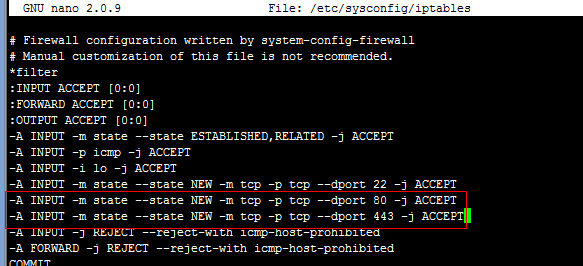 GNU nano 2.0.9 File: /etc/sysconfig/iptables
# Firewall configuration written by system-config-firewall
# Manual customization of this file is not recommended.
*filter
:INPUT ACCEPT [0:0]
:FORWARD ACCEPT [0:0]
:OUTPUT ACCEPT [0:0]
-A INPUT -m state --state ESTABLISHED,RELATED -j ACCEPT
-A INPUT -p icmp -j ACCEPT
-A INPUT -i lo -j ACCEPT
-A INPUT -m state --state NEW -m tcp -p tcp --dport 22 -j ACCEPT
-A INPUT -m state --state NEW -m tcp -p tcp --dport 80 -j ACCEPT
-A INPUT -m state --state NEW -m tcp -p tcp --dport 443 -j ACCEPT
-A INPUT -j REJECT --reject-with icmp-host-prohibited
-A FORWARD -j REJECT --reject-with icmp-host-prohibited
COMMIT